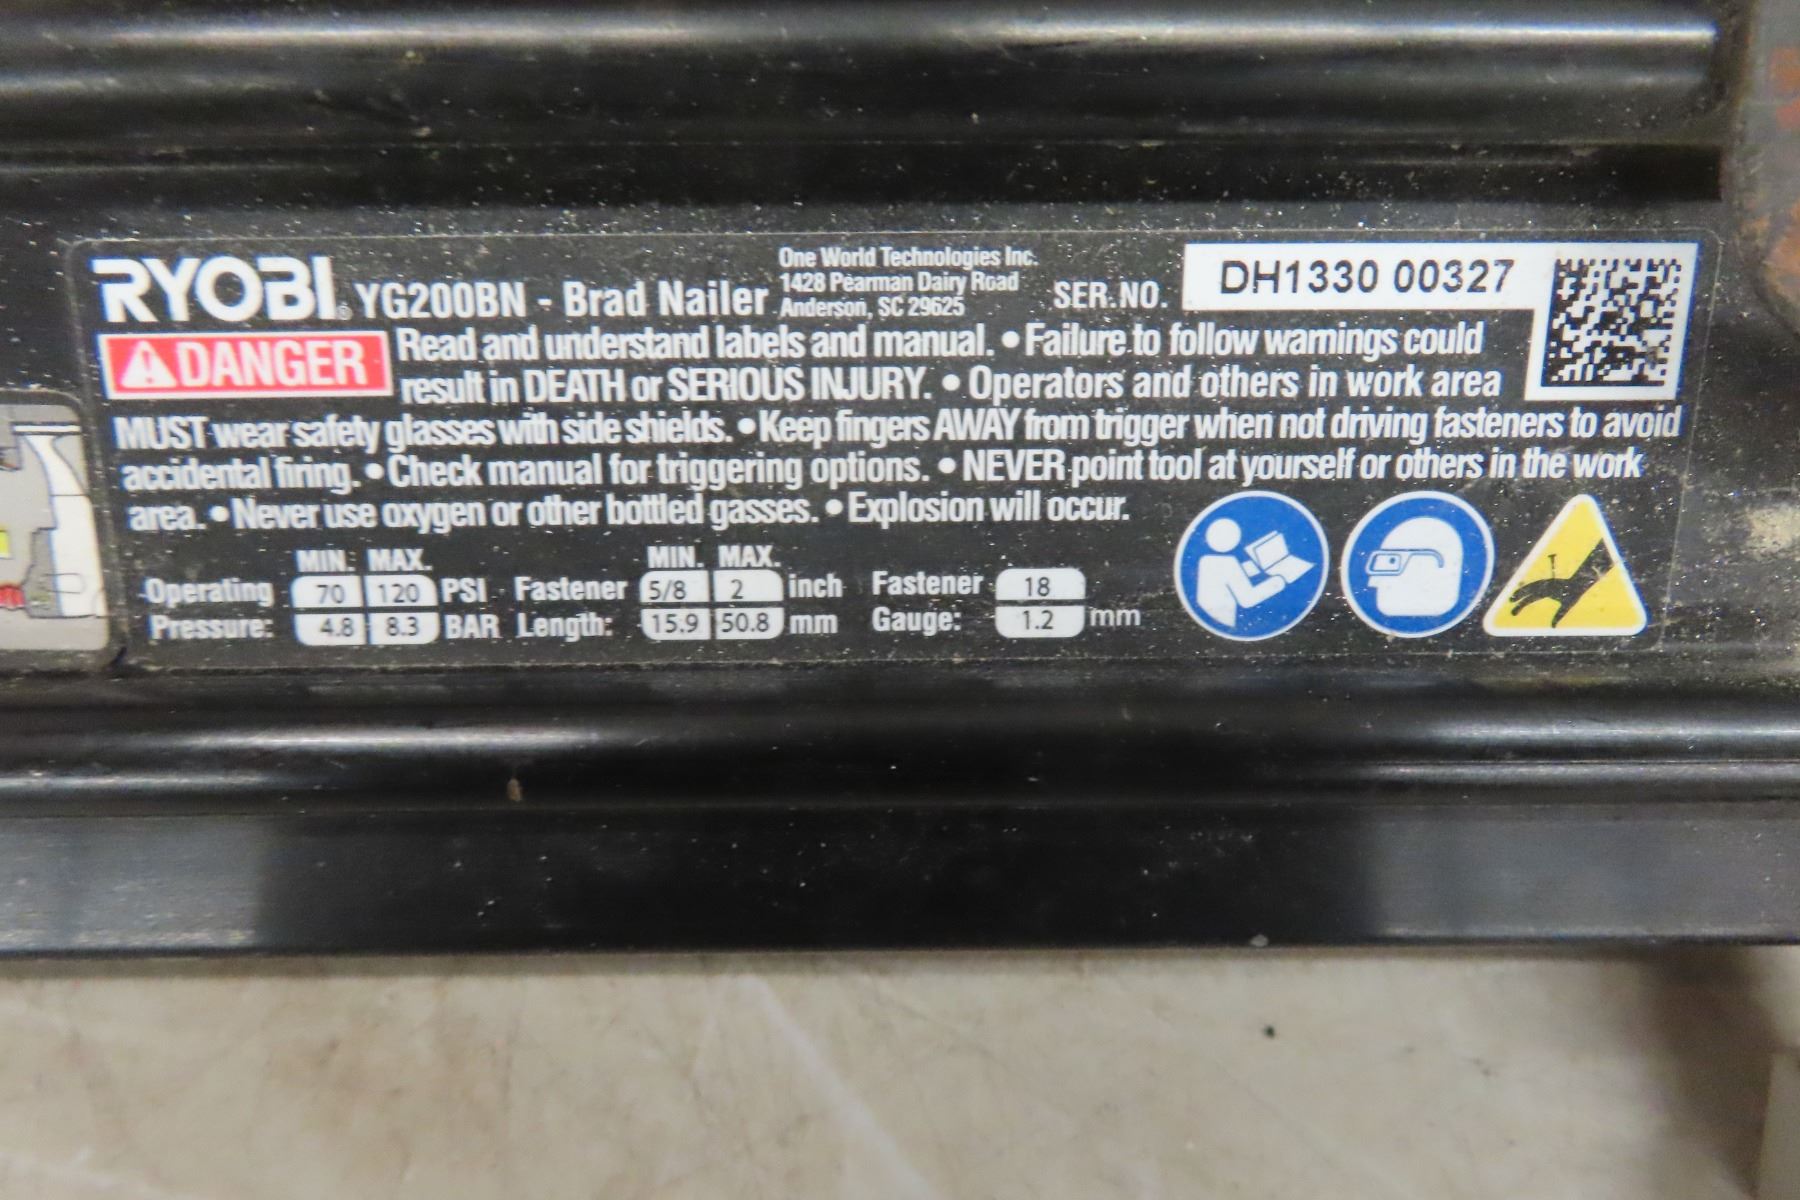 RYOBI® YG200BN - Brad Nailer
One World Technologies Inc.
1428 Pearman Dairy Road
Anderson, SC 29625
SER.NO. DH1330 00327
DANGER
Read and understand labels and manual. • Failure to follow warnings could
result in DEATH or SERIOUS INJURY. • Operators and others in work area
MUST wear safety glasses with side shields. • Keep fingers AWAY from trigger when not driving fasteners to avoid
accidental firing. • Check manual for triggering options. • NEVER point tool at yourself or others in the work
area. • Never use oxygen or other bottled gasses. • Explosion will occur.
MIN. MAX. MIN. MAX.
Operating 70 120 PSI Fastener 5/8 2 inch Fastener 18
Pressure: 4.8 8.3 BAR Length: 15.9 50.8 mm Gauge: 1.2 mm